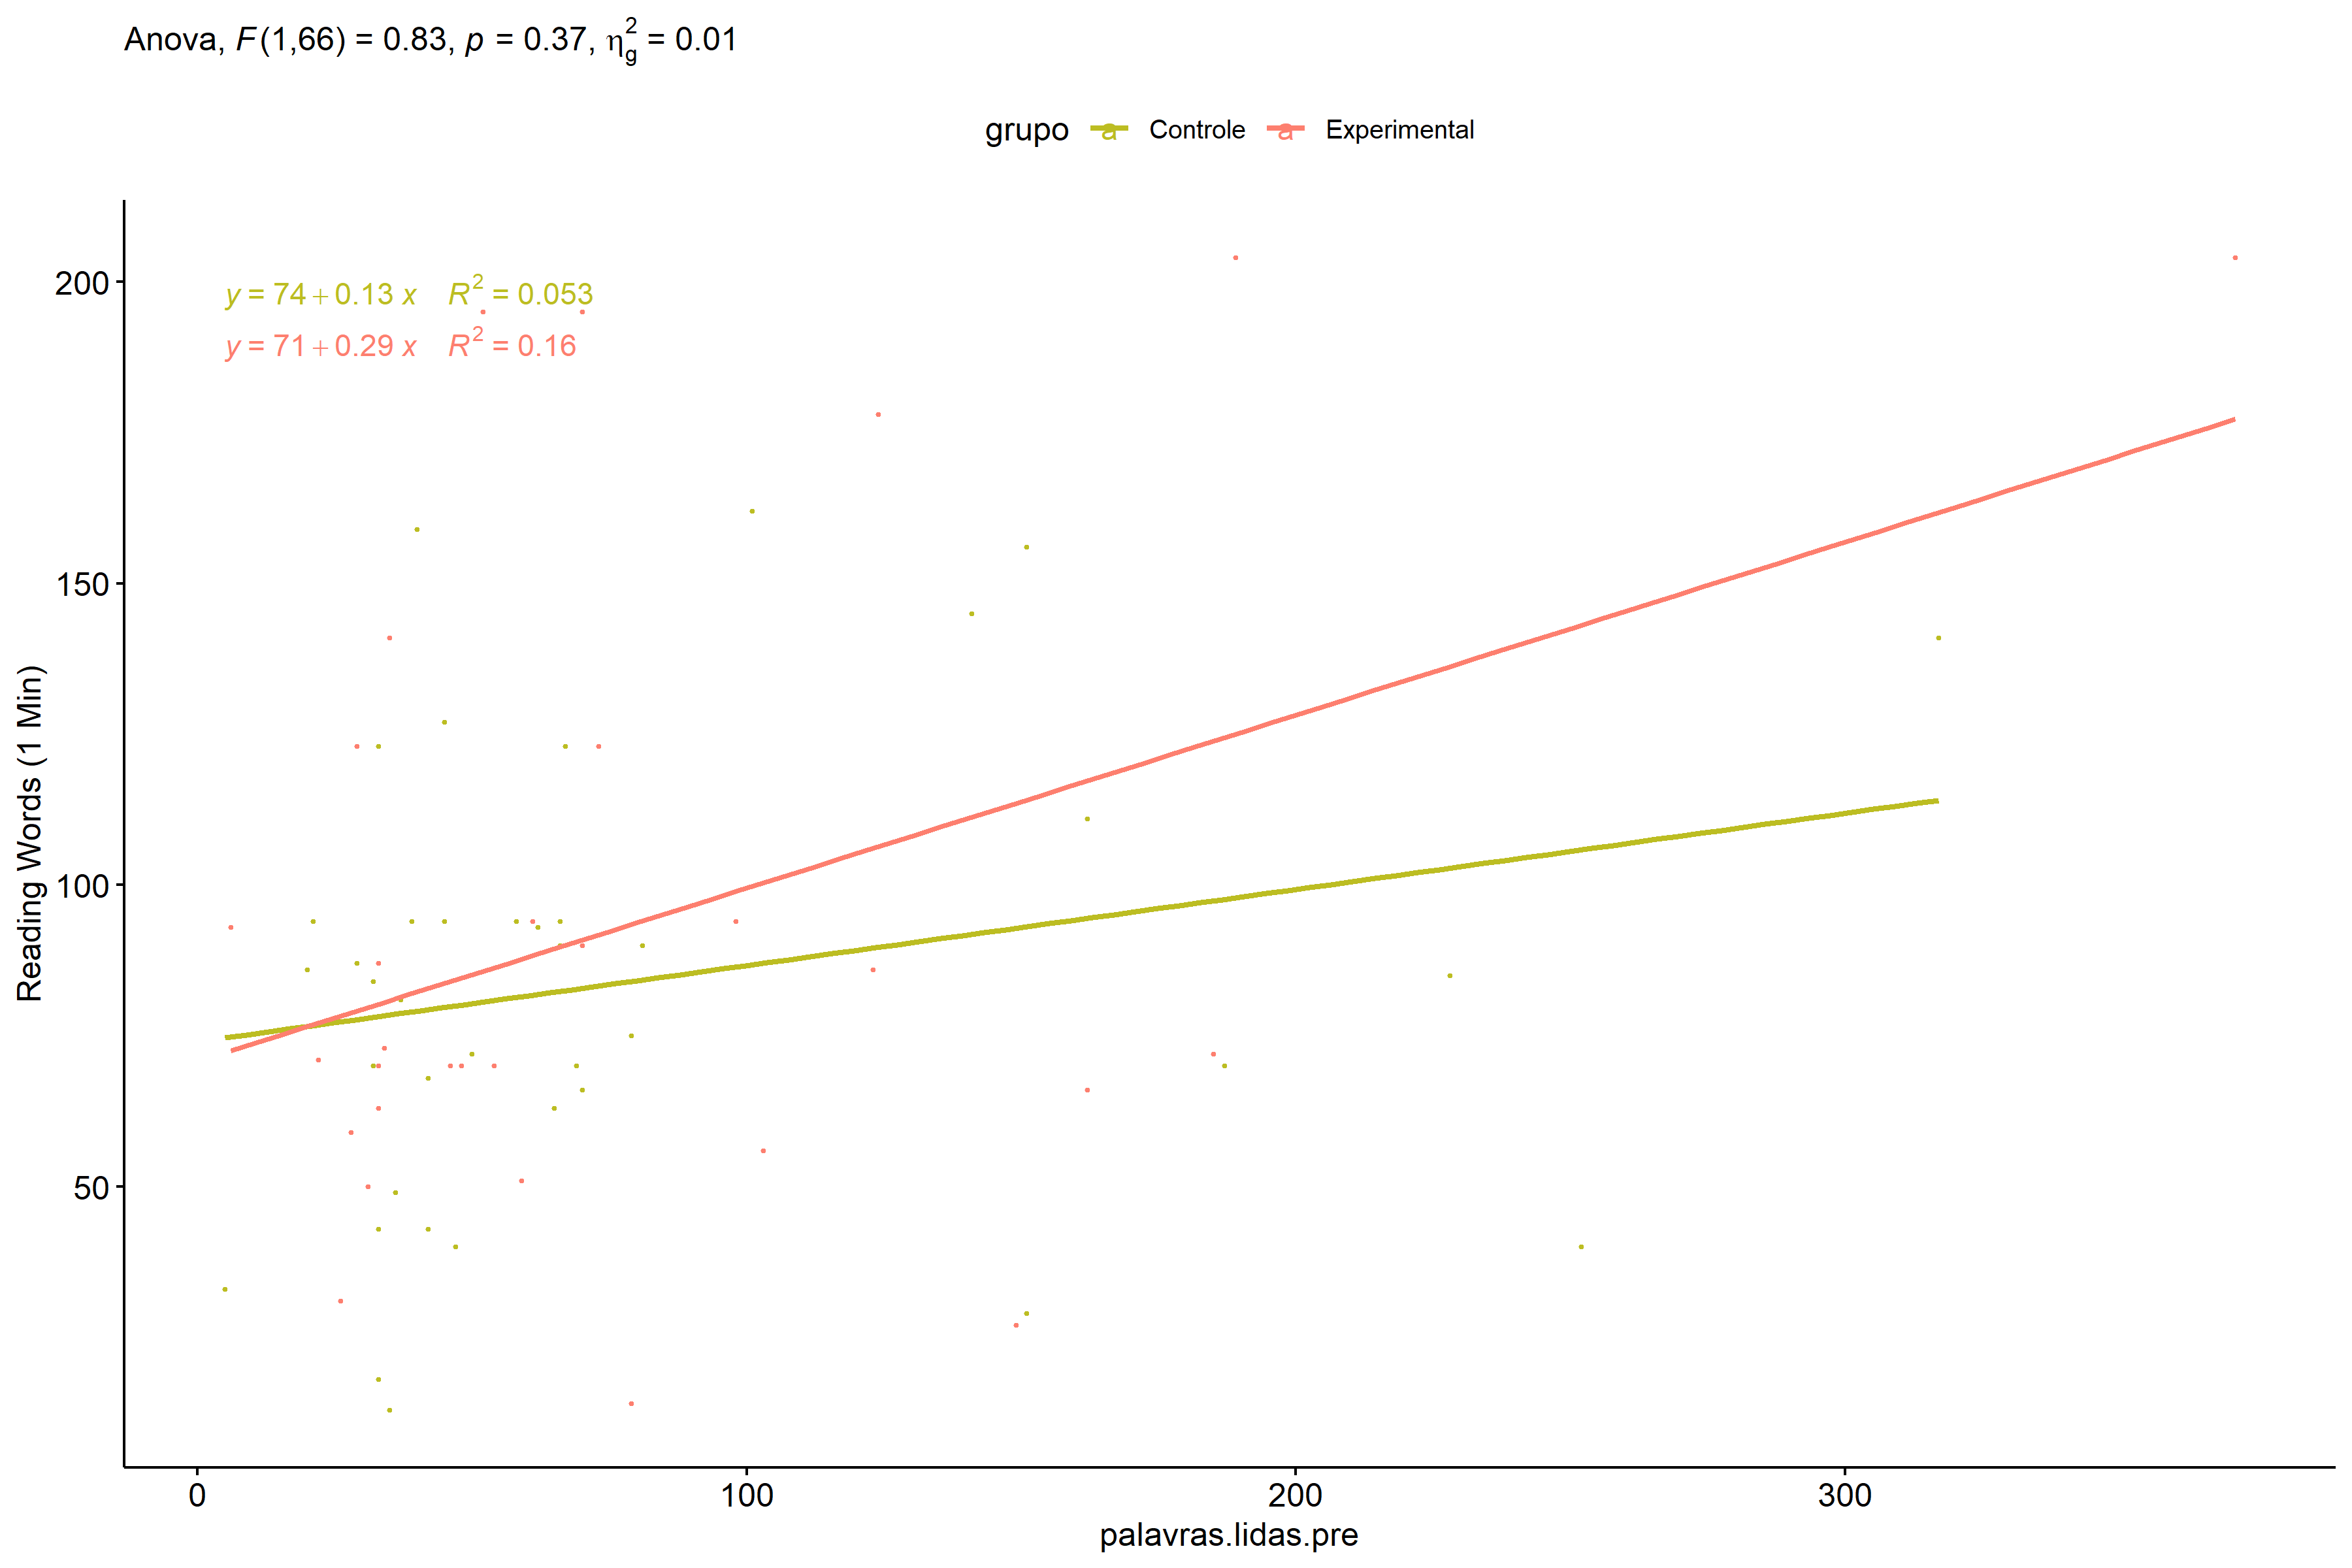 Anova, F(1,66) = 0.83, p = 0.37, η²g = 0.01
grupo a Controle a Experimental
y = 74 + 0.13 x R² = 0.053
y = 71 + 0.29 x R² = 0.16
Reading Words (1 Min)
200
150
100
50
0 100 200 300
palavras.lidas.pre